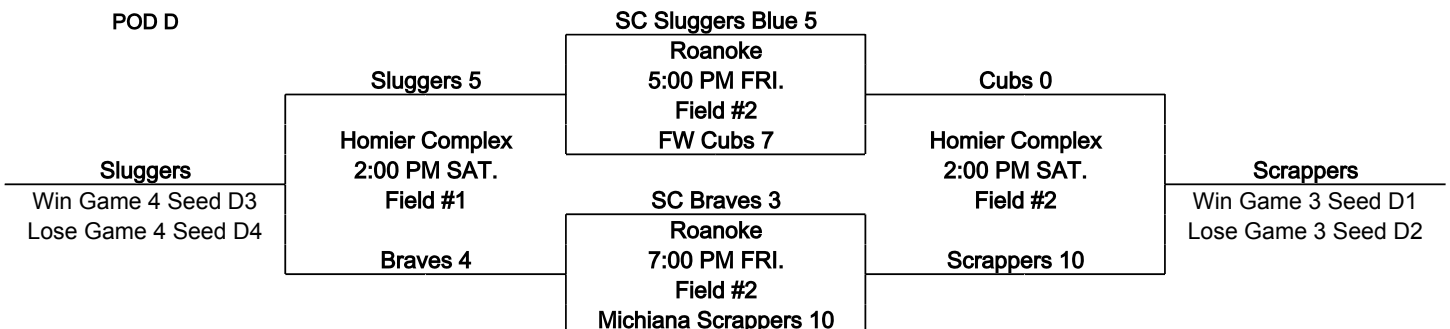 POD D
SC Sluggers Blue 5
Roanoke
Sluggers 5
5:00 PM FRI.
Cubs 0
Field #2
Homier Complex
FW Cubs 7
Homier Complex
Sluggers
2:00 PM SAT.
2:00 PM SAT.
Scrappers
Win Game 4 Seed D3
Field #1
SC Braves 3
Field #2
Win Game 3 Seed D1
Lose Game 4 Seed D4
Roanoke
Lose Game 3 Seed D2
Braves 4
7:00 PM FRI.
Scrappers 10
Field #2
Michiana Scrappers 10